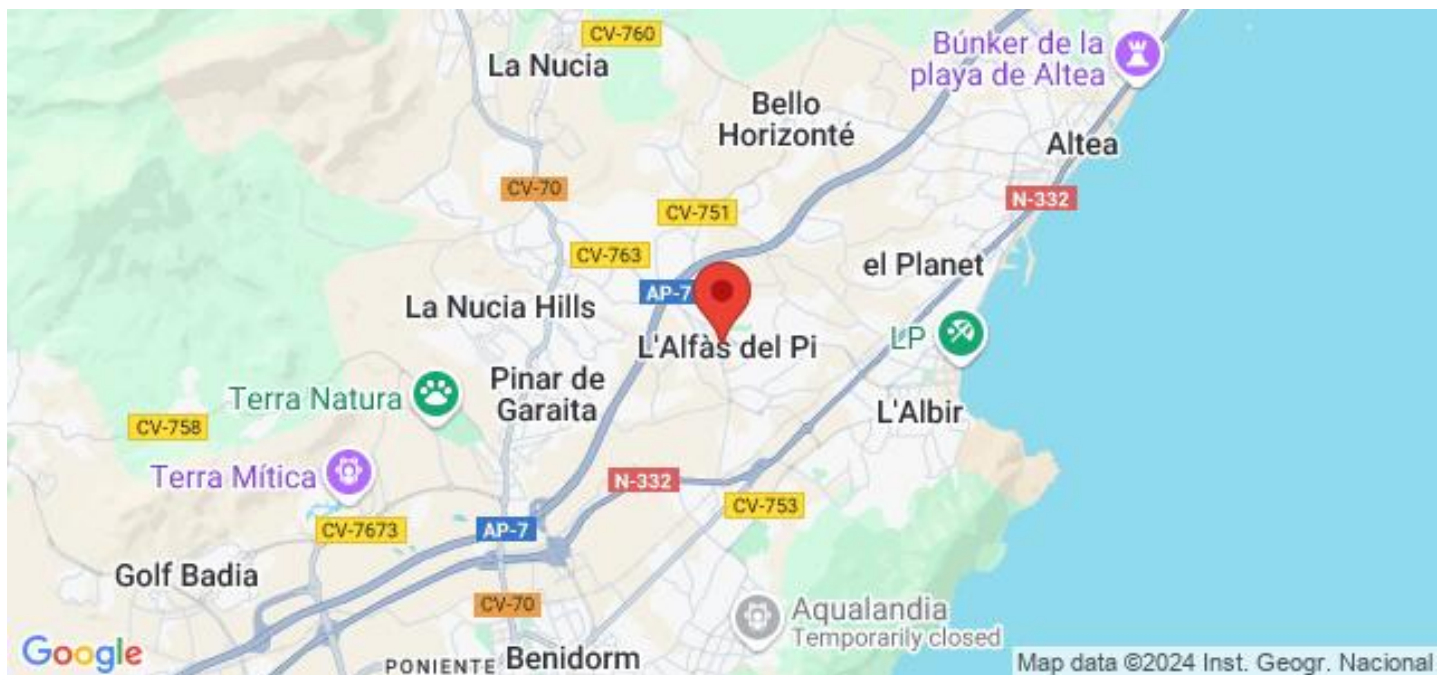 CV-760
La Nucia
Búnker de la
playa de Altea
Bello
Horizonté
Altea
CV-70
N-332
CV-751
CV-763
el Planet
AP-7
La Nucia Hills
L'Alfàs del Pi
LP
Pinar de
Garaita
Terra Natura
L'Albir
CV-758
Terra Mítica
N-332
CV-753
CV-7673
AP-7
Golf Badia
CV-70
Aqualandia
Temporarily closed
Google
PONIENTE
Benidorm
Map data ©2024 Inst. Geogr. Nacional